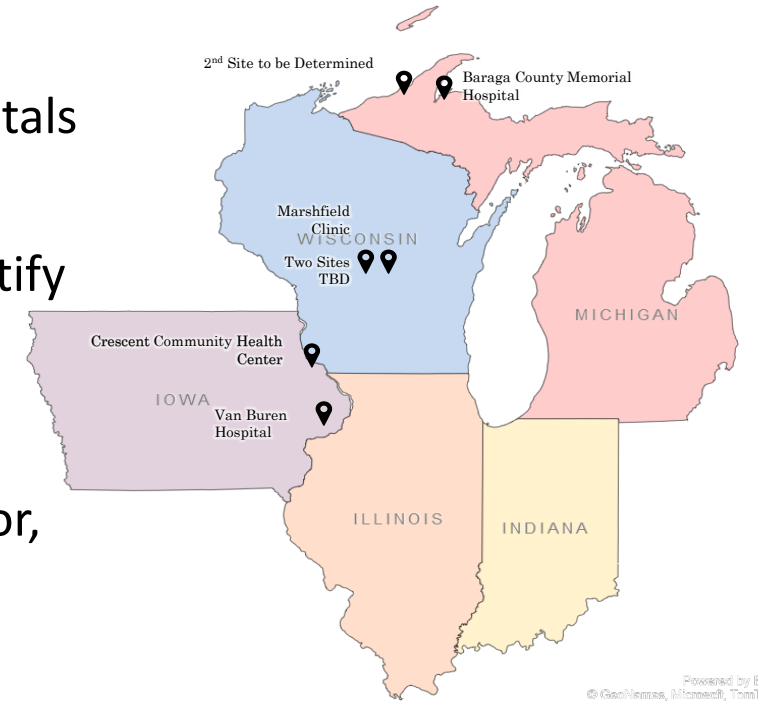 tals
tify
or,
2nd Site to be Determined
Baraga County Memorial
Hospital
Marshfield
Clinic
WISCONSIN
Two Sites
TBD
MICHIGAN
Crescent Community Health
Center
IOWA
Van Buren
Hospital
ILLINOIS
INDIANA
Powered by
© GeoNames, Microsoft, TomT